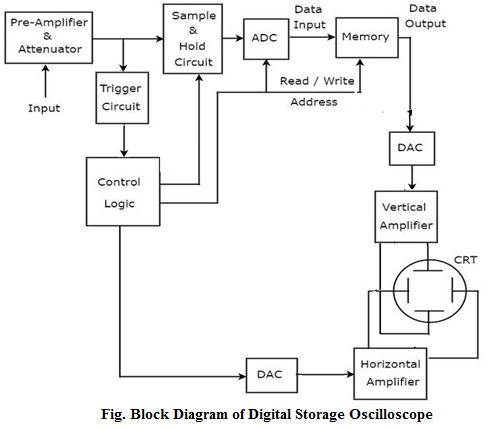 Pre-Amplifier
&
Attenuator
Input
Sample
&
Hold
Circuit
ADC
Data
Input
Memory
Data
Output
Read / Write
Address
Trigger
Circuit
Control
Logic
DAC
Vertical
Amplifier
CRT
DAC
Horizontal
Amplifier
Fig. Block Diagram of Digital Storage Oscilloscope